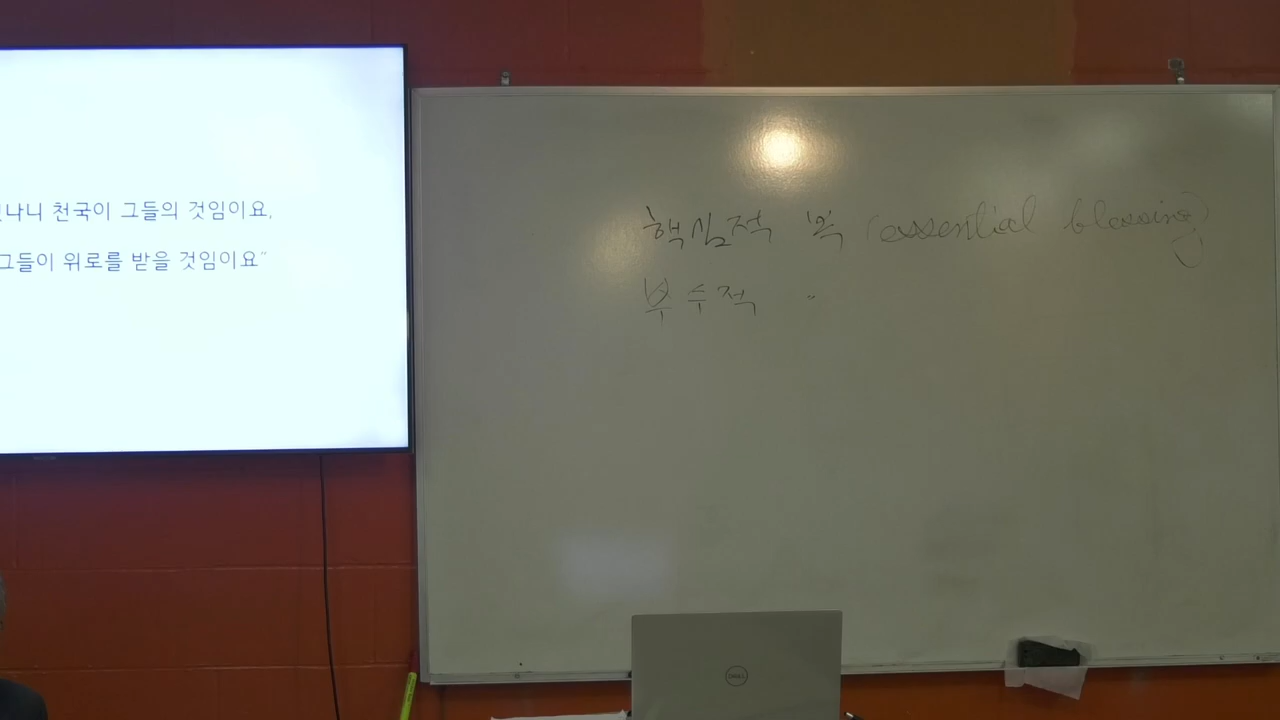 나니 천국이 그들의 것임이요,
그들이 위로를 받을 것임이요"
핵심적 복 (essential blessing)
부수적 "
DELL